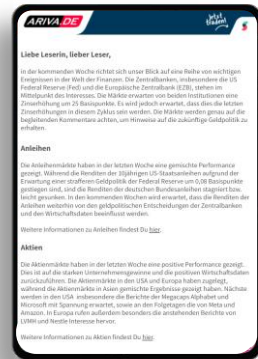 ARIVA.DE
Jetzt
traden!
Liebe Leserin, lieber Leser,
in der kommenden Woche richtet sich unser Blick auf eine Reihe von wichtigen
Ereignissen in der Welt der Finanzen. Die Zentralbanken, insbesondere die US
Federal Reserve (Fed) und die Europäische Zentralbank (EZB), stehen im
Mittelpunkt des Interesses. Die Märkte erwarten von beiden Institutionen eine
Zinserhöhung um 25 Basispunkte. Es wird jedoch erwartet, dass dies die letzten
Zinserhöhungen in diesem Zyklus sein werden. Die Märkte werden genau auf die
begleitenden Kommentare achten, um Hinweise auf die zukünftige Geldpolitik zu
erhalten.
Anleihen
Die Anleihenmärkte haben in der letzten Woche eine gemischte Performance
gezeigt. Während die Renditen der 10jährigen US-Staatsanleihen aufgrund der
Erwartung einer strafferen Geldpolitik der Federal Reserve um 0,08 Basispunkte
gestiegen sind, sind die Renditen der deutschen Bundesanleihen stagniert bzw.
leicht gesunken. In den kommenden Wochen wird erwartet, dass die Renditen der
Anleihen weiterhin von den geldpolitischen Entscheidungen der Zentralbanken
und den Wirtschaftsdaten beeinflusst werden.
Weitere Informationen zu Anleihen findest Du hier.
Aktien
Die Aktienmärkte haben in der letzten Woche eine positive Performance gezeigt.
Dies ist auf die starken Unternehmensgewinne und die positiven Wirtschaftsdaten
zurückzuführen. Die Aktienmärkte in den USA und Europa haben zugelegt,
während die Aktienmärkte in Asien gemischte Ergebnisse gezeigt haben. Nächste
werden in den USA insbesondere die Berichte der Megacaps Alphabet und
Microsoft mit Spannung erwartet, sowie an den Folgetagen die von Meta und
Amazon. In Europa rufen außerdem besonders die anstehenden Berichte von
LVMH und Nestle Interesse hervor.
Weitere Informationen zu Aktien findest Du hier.